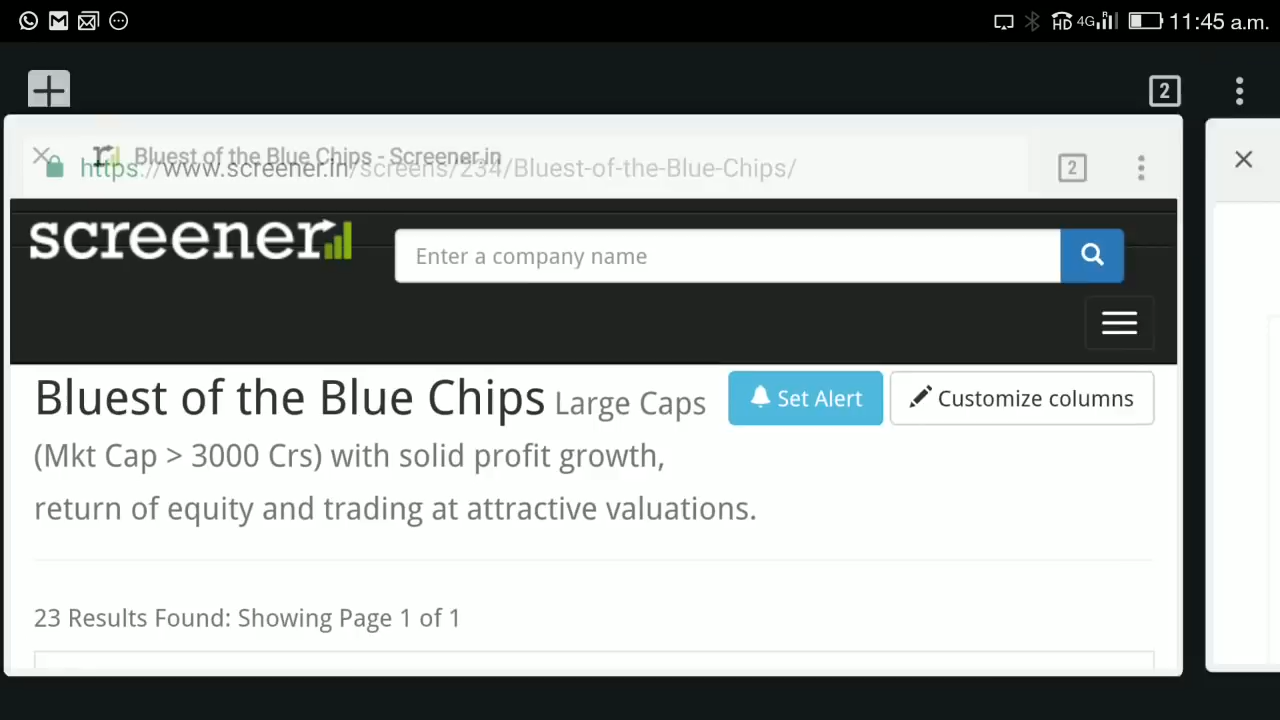 HD 4G R 11:45 a.m.
2
Bluest of the Blue Chips - Screener.in
https://www.screener.in/screens/234/Bluest-of-the-Blue-Chips/
2
screener
Enter a company name
Bluest of the Blue Chips Large Caps
Set Alert
Customize columns
(Mkt Cap > 3000 Crs) with solid profit growth,
return of equity and trading at attractive valuations.
23 Results Found: Showing Page 1 of 1